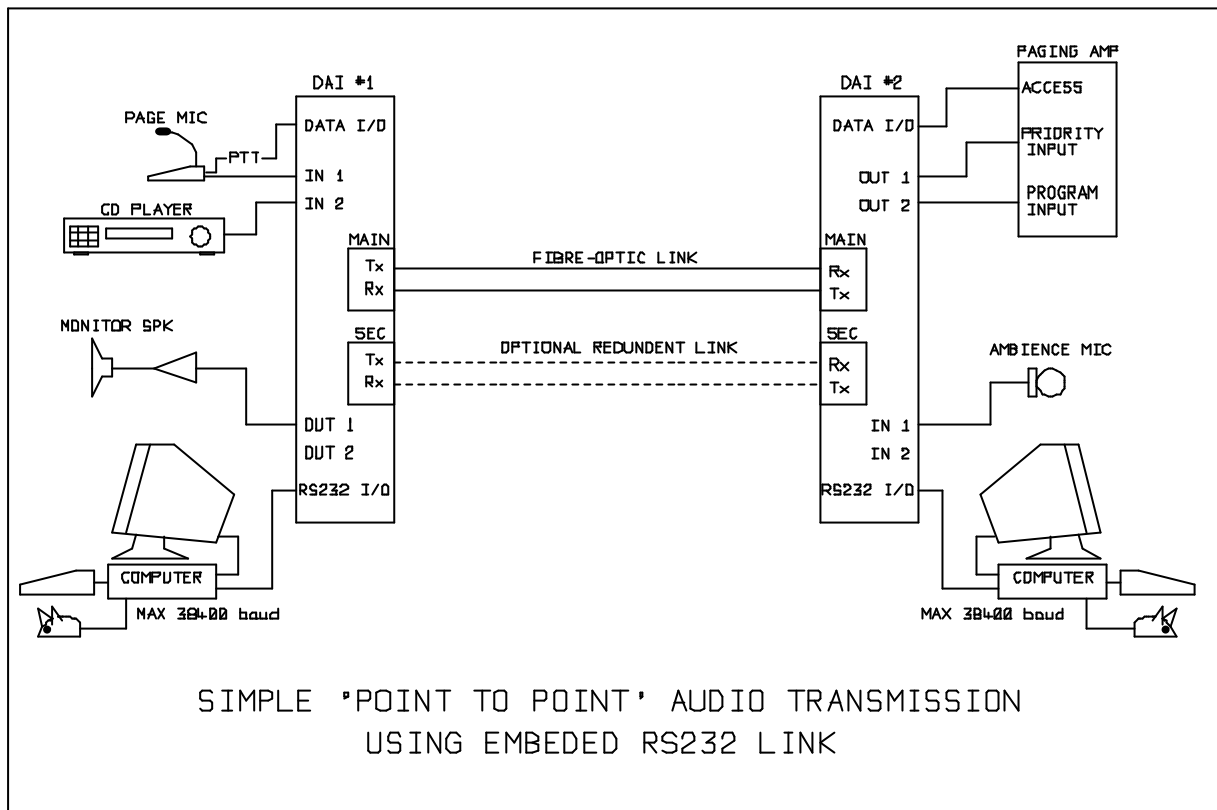 DAI #1
DATA I/O
PAGE MIC
PTT
IN 1
IN 2
CD PLAYER
MAIN
Tx
Rx
SEC
Tx
Rx
MONITOR SPK
OUT 1
OUT 2
RS232 I/O
COMPUTER
MAX 38400 baud
FIBRE-OPTIC LINK
OPTIONAL REDUNDENT LINK
DAI #2
DATA I/O
OUT 1
OUT 2
MAIN
Rx
Tx
SEC
Rx
Tx
IN 1
IN 2
RS232 I/O
PAGING AMP
ACCESS
PRIORITY
INPUT
PROGRAM
INPUT
AMBIENCE MIC
COMPUTER
MAX 38400 baud
SIMPLE 'POINT TO POINT' AUDIO TRANSMISSION
USING EMBEDED RS232 LINK